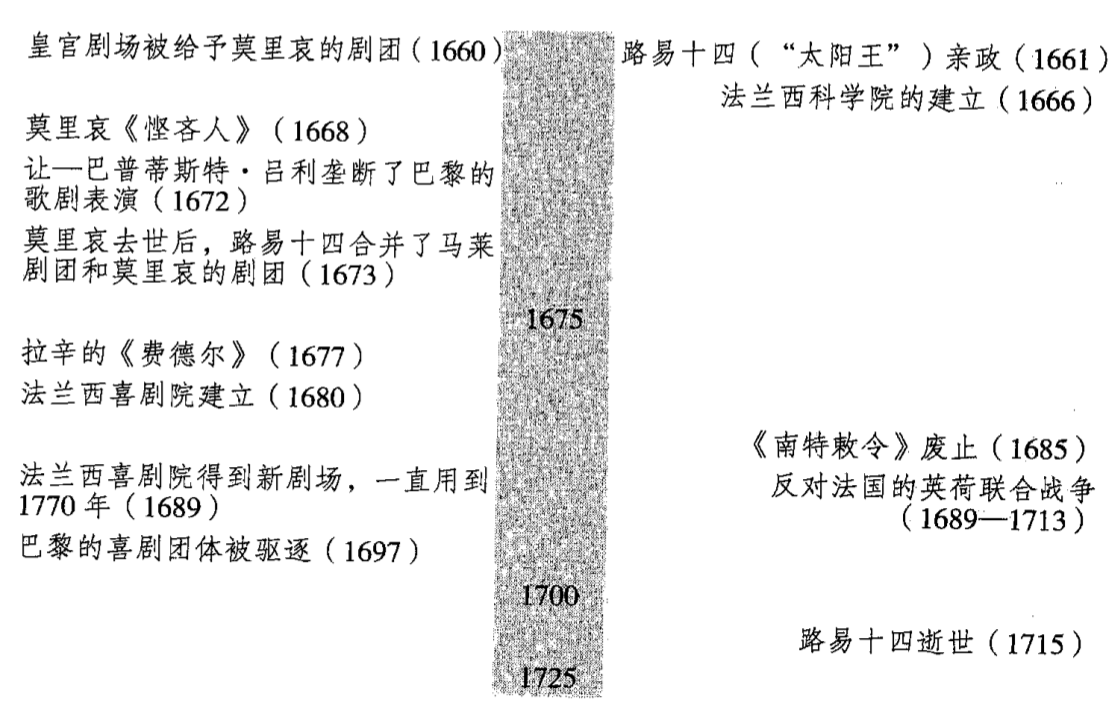 皇宫剧场被给予莫里哀的剧团(1660)
路易十四(“太阳王”)亲政(1661)
法兰西科学院的建立(1666)
莫里哀《悭吝人》(1668)
让—巴普蒂斯特·吕利垄断了巴黎的
歌剧表演(1672)
莫里哀去世后,路易十四合并了马莱
剧团和莫里哀的剧团(1673)
1675
拉辛的《费德尔》(1677)
法兰西喜剧院建立(1680)
《南特敕令》废止(1685)
法兰西喜剧院得到新剧场,一直用到
1770年(1689)
反对法国的英荷联合战争
(1689—1713)
巴黎的喜剧团体被驱逐(1697)
1700
路易十四逝世(1715)
1725